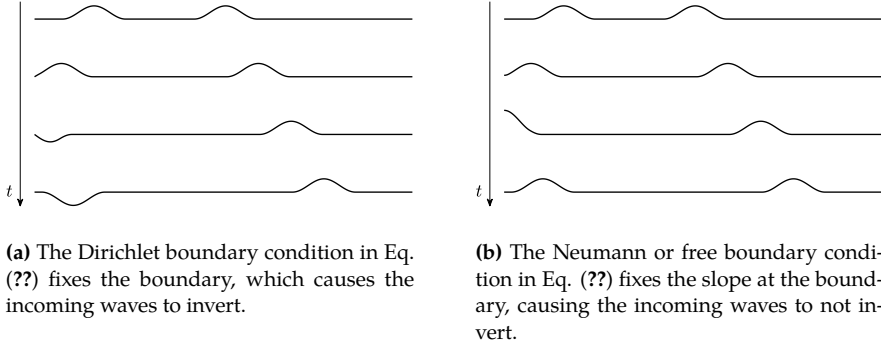 t
t
(a) The Dirichlet boundary condition in Eq.
(??) fixes the boundary, which causes the
incoming waves to invert.
(b) The Neumann or free boundary condi-
tion in Eq. (??) fixes the slope at the bound-
ary, causing the incoming waves to not in-
vert.